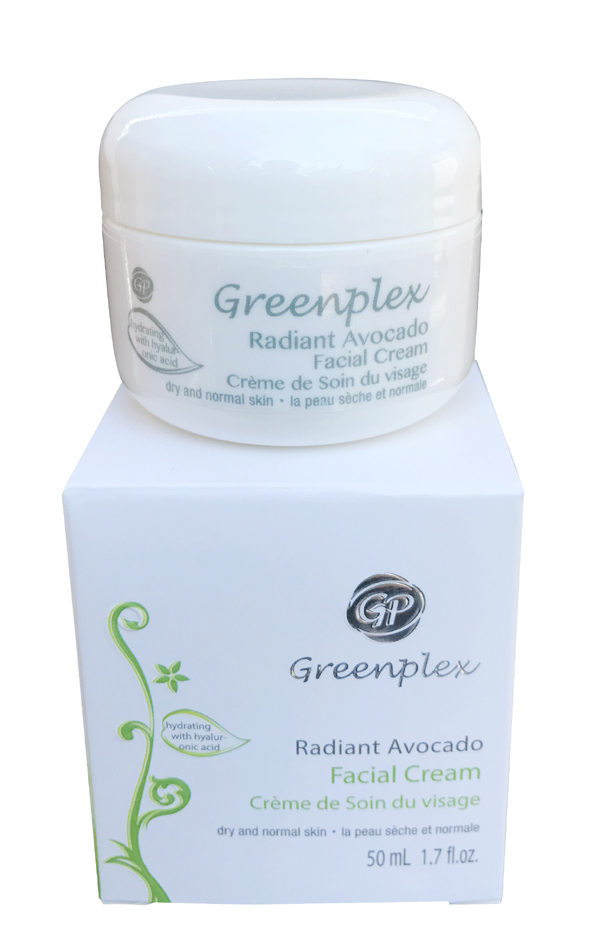 GP
Greenplex
hydrating
with hyalur-
onic acid
Radiant Avocado
Facial Cream
Crème de Soin du visage
dry and normal skin • la peau sèche et normale
GP
Greenplex
hydrating
with hyalur-
onic acid
Radiant Avocado
Facial Cream
Crème de Soin du visage
dry and normal skin • la peau sèche et normale
50 mL 1.7 fl.oz.